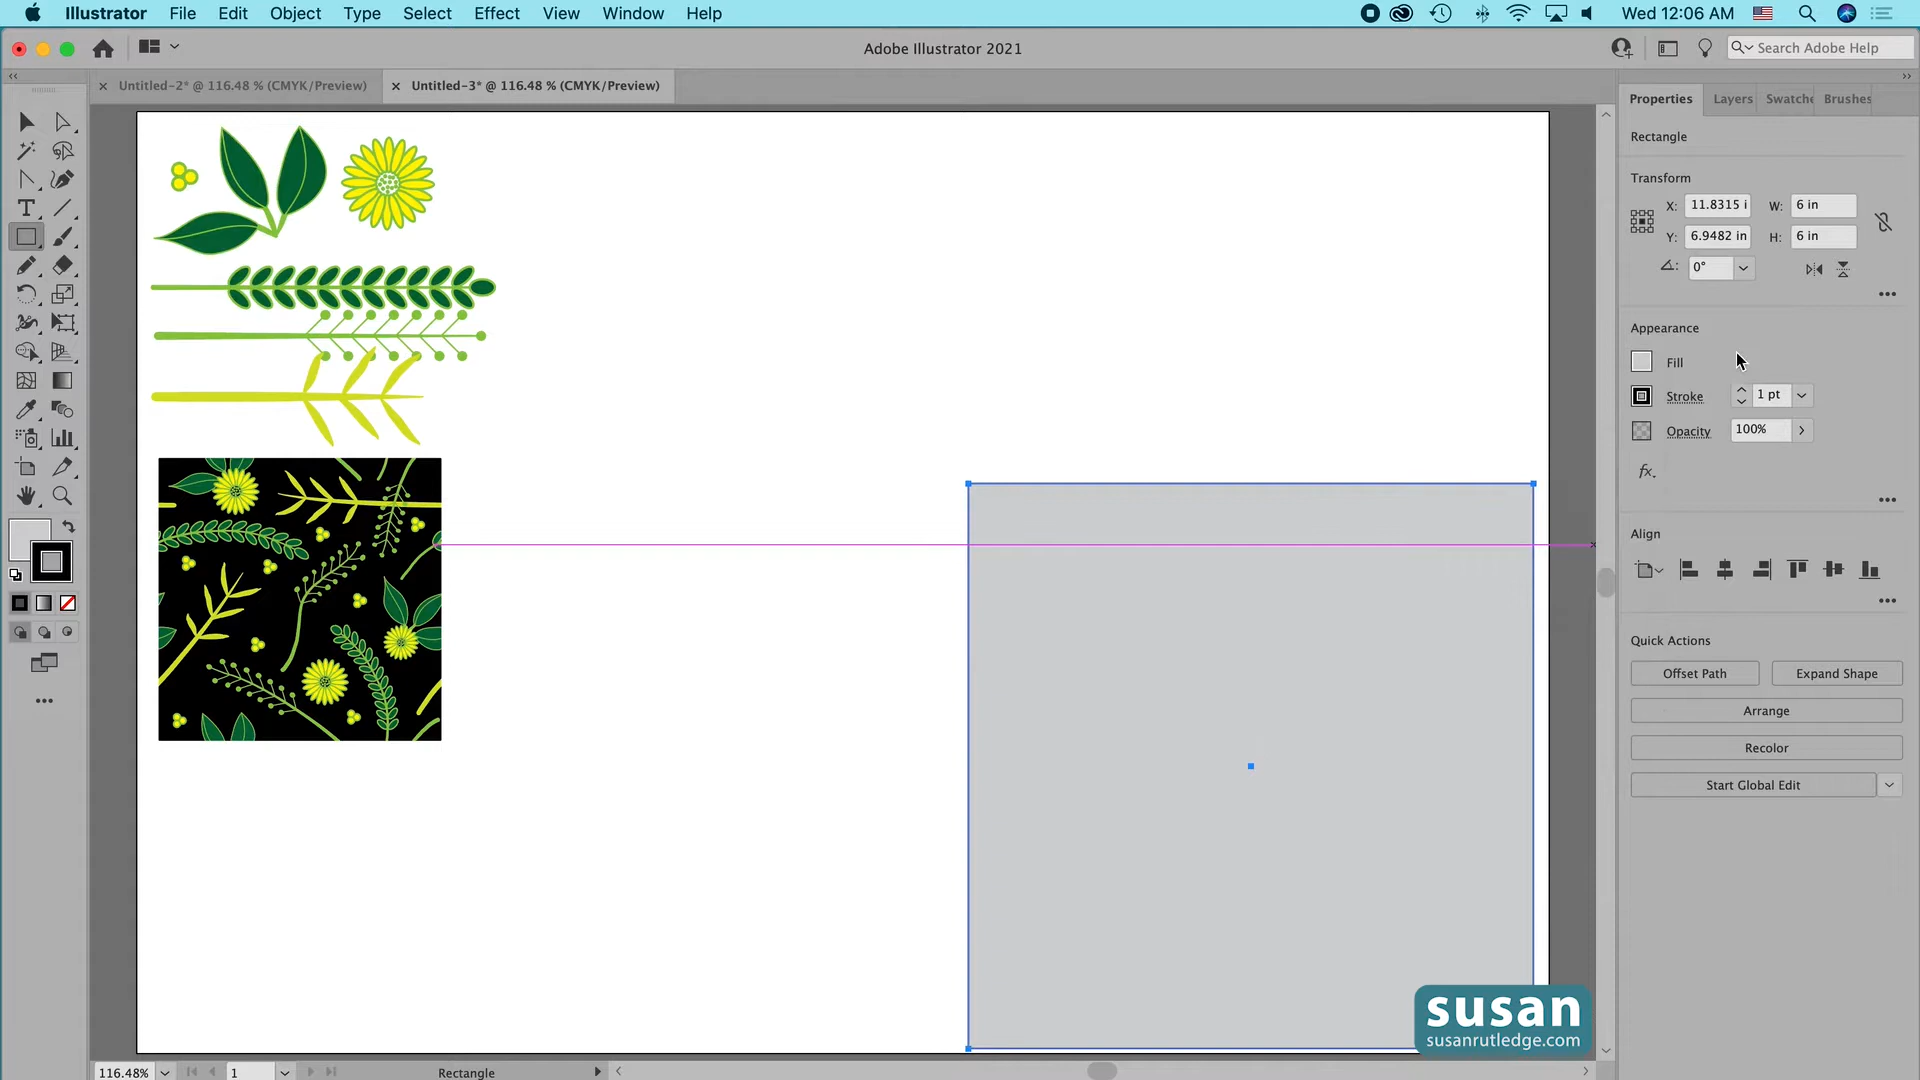 Illustrator File Edit Object Type Select Effect View Window Help
Wed 12:06 AM
Adobe Illustrator 2021
Search Adobe Help
Untitled-2* @ 116.48 % (CMYK/Preview)
Untitled-3* @ 116.48 % (CMYK/Preview)
Properties Layers Swatche Brushes
Rectangle
Transform
X: 11.8315 i W: 6 in
Y: 6.9482 in H: 6 in
0°
Appearance
Fill
Stroke 1 pt
Opacity 100%
fx.
Align
Quick Actions
Offset Path Expand Shape
Arrange
Recolor
Start Global Edit
susan
susanrutledge.com
116.48% 1 Rectangle